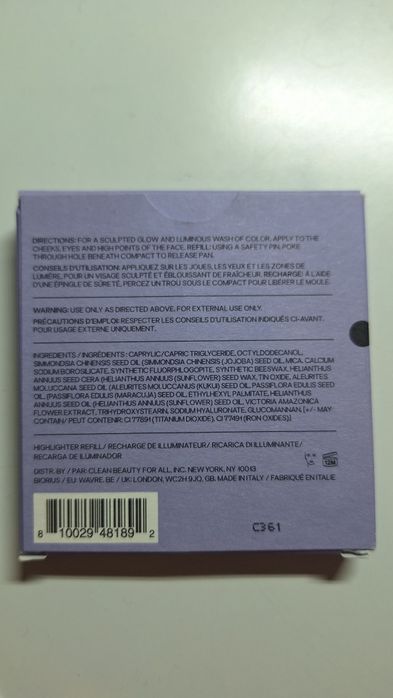 DIRECTIONS: FOR A SCULPTED GLOW AND LUMINOUS WASH OF COLOR. APPLY TO THE
CHEEKS, EYES AND HIGH POINTS OF THE FACE. REFILL: USING A SAFETY PIN, POKE
THROUGH HOLE BENEATH COMPACT TO RELEASE PAN.
CONSEILS D'UTILISATION: APPLIQUEZ SUR LES JOUES, LES YEUX ET LES ZONES DE
LUMIÈRE, POUR UN VISAGE SCULPTÉ ET ÉBLOUISSANT DE FRAÎCHEUR. RECHARGE: À L'AIDE
D'UNE ÉPINGLE DE SÛRETÉ, PERCEZ UN TROU SOUS LE COMPACT POUR LIBÉRER LE MOULE.
WARNING: USE ONLY AS DIRECTED ABOVE. FOR EXTERNAL USE ONLY.
PRÉCAUTIONS D'EMPLOI: RESPECTER LES CONSEILS D'UTILISATION INDIQUÉS CI-AVANT.
POUR USAGE EXTERNE UNIQUEMENT.
INGREDIENTS / INGRÉDIENTS : CAPRYLIC/CAPRIC TRIGLYCERIDE, OCTYLDODECANOL,
SIMMONDSIA CHINENSIS SEED OIL (SIMMONDSIA CHINENSIS (JOJOBA) SEED OIL), MICA, CALCIUM
SODIUM BOROSILICATE, SYNTHETIC FLUORPHLOGOPITE, SYNTHETIC BEESWAX, HELIANTHUS
ANNUUS SEED CERA (HELIANTHUS ANNUUS (SUNFLOWER) SEED WAX, TIN OXIDE, ALEURITES
MOLUCCANA SEED OIL (ALEURITES MOLUCCANUS (KUKUI) SEED OIL, PASSIFLORA EDULIS SEED
OIL, (PASSIFLORA EDULIS (MARACUJA) SEED OIL, ETHYLHEXYL PALMITATE, HELIANTHUS
ANNUUS SEED OIL (HELIANTHUS ANNUUS (SUNFLOWER) SEED OIL, VICTORIA AMAZONICA
FLOWER EXTRACT, TRIHYDROXYSTEARIN, SODIUM HYALURONATE, GLUCOMANNAN. [+/- MAY
CONTAIN/ PEUT CONTENIR: CI 77891 (TITANIUM DIOXIDE), CI 77491 (IRON OXIDES)]
HIGHLIGHTER REFILL / RECHARGE DE ILLUMINATEUR / RICARICA DI ILLUMINANTE /
RECARGA DE ILUMINADOR
12M
DISTR. BY / PAR: CLEAN BEAUTY FOR ALL, INC. NEW YORK, NY 10013
BIORIUS / EU: WAVRE, BE / UK: LONDON, WC2H 9JQ, GB. MADE IN ITALY / FABRIQUÉ EN ITALIE
8 10029 48189 2
C361